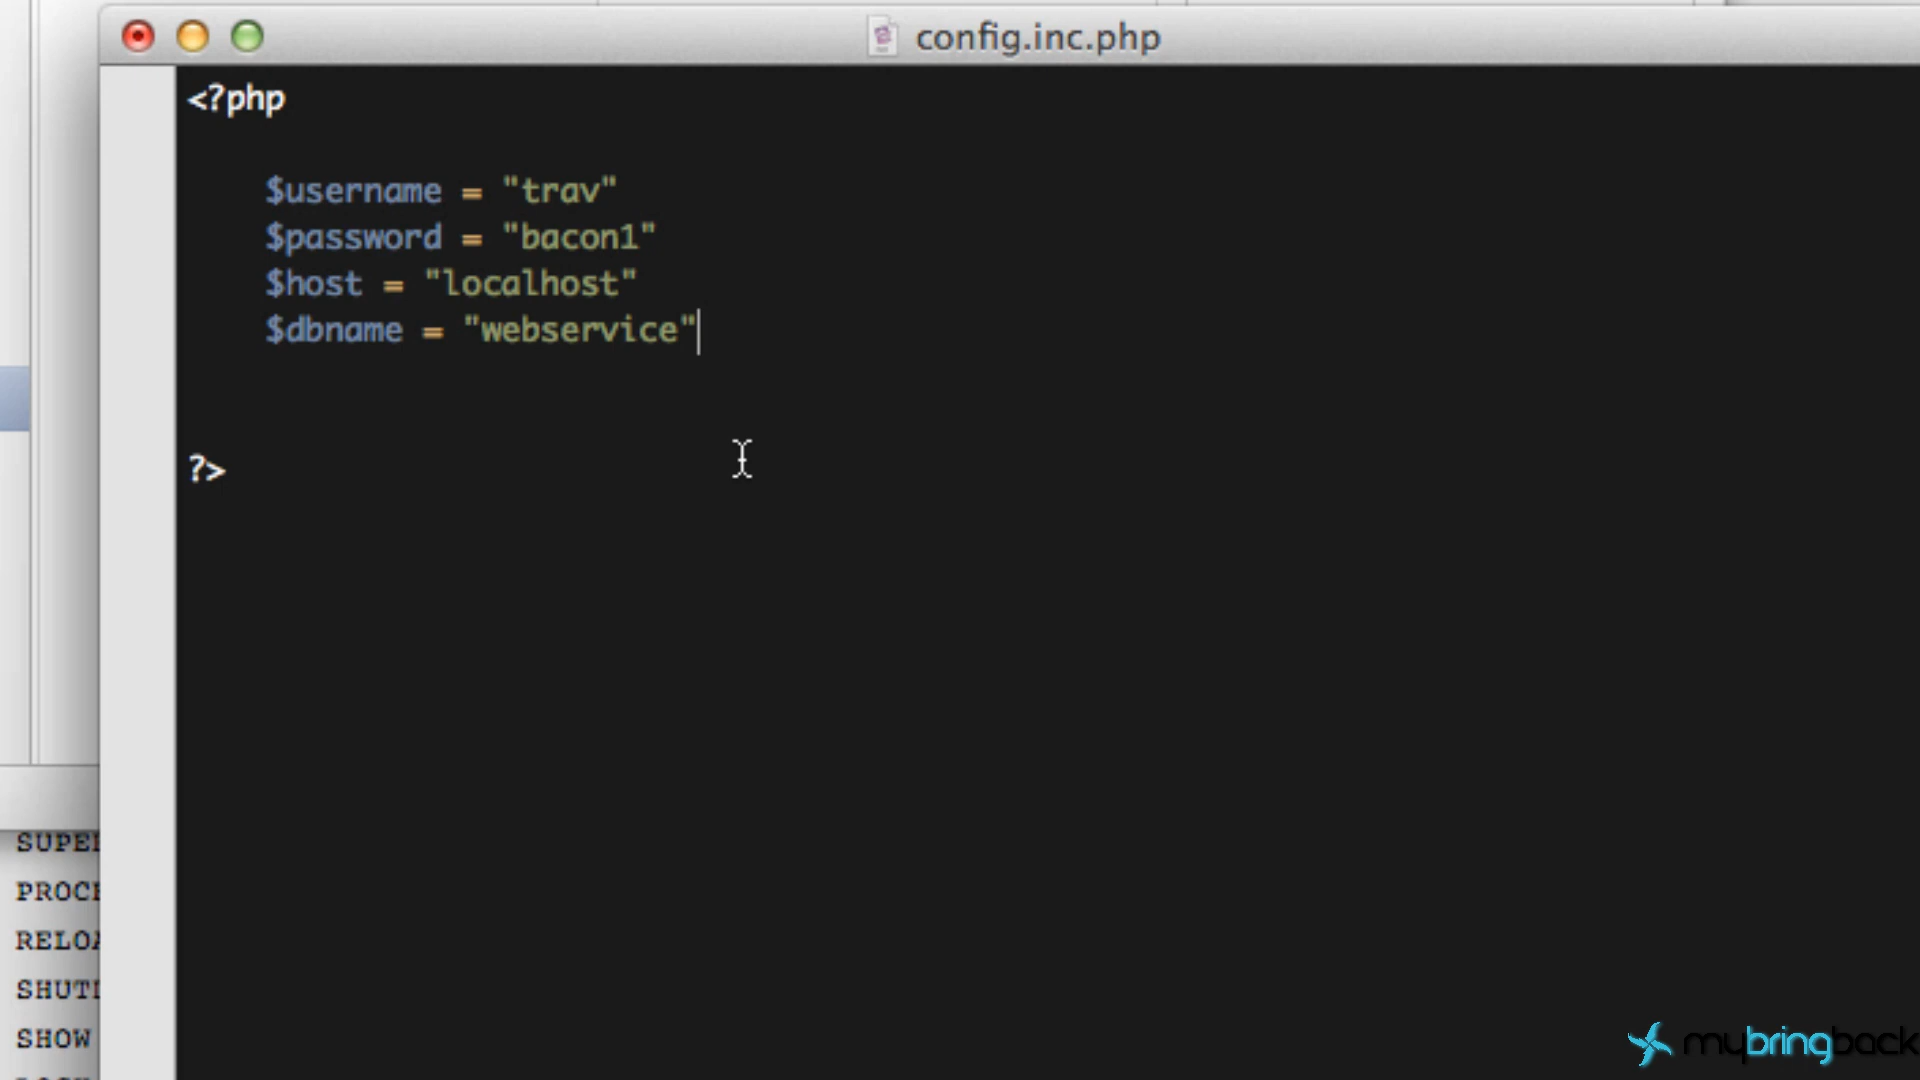 config.inc.php
<?php
$username = "trav"
$password = "bacon1"
$host = "localhost"
$dbname = "webservice"
?>
SHOW
mybringback